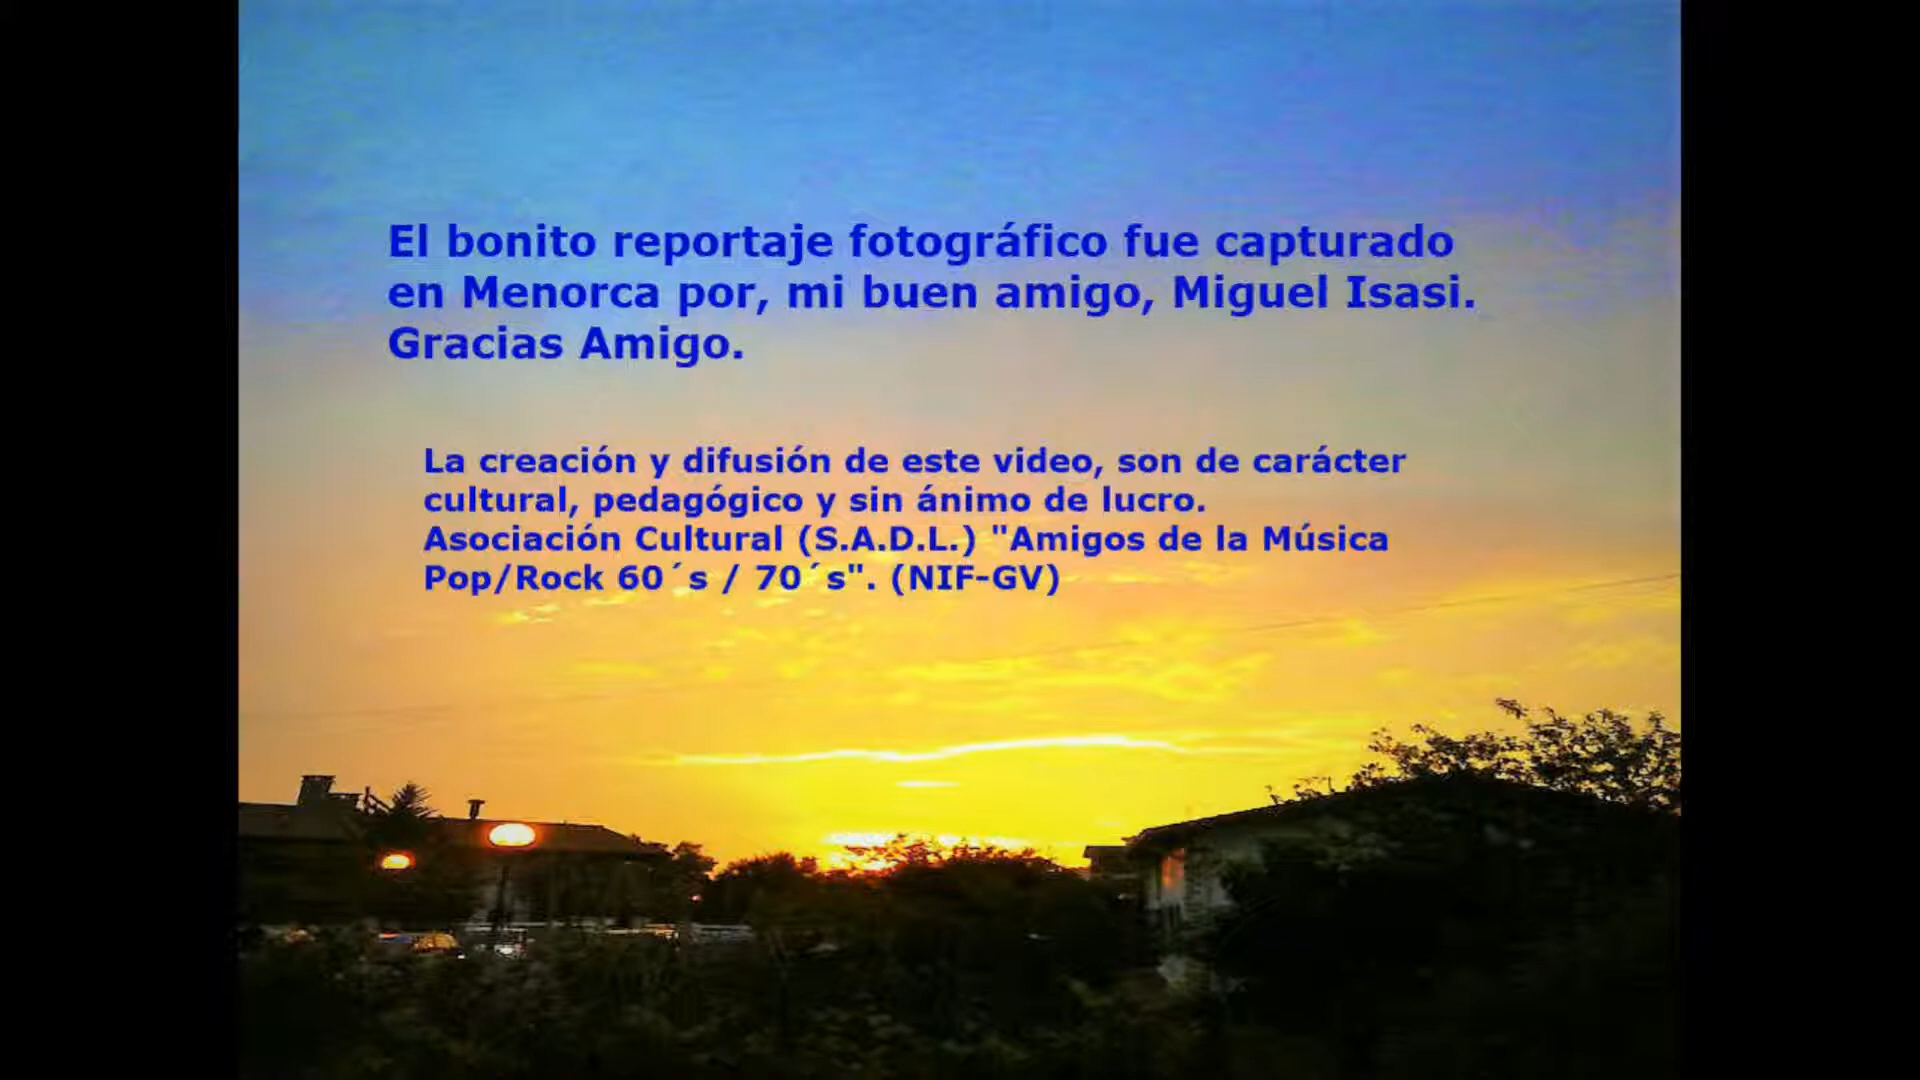 El bonito reportaje fotográfico fue capturado
en Menorca por, mi buen amigo, Miguel Isasi.
Gracias Amigo.
La creación y difusión de este video, son de carácter
cultural, pedagógico y sin ánimo de lucro.
Asociación Cultural (S.A.D.L.) "Amigos de la Música
Pop/Rock 60´s / 70´s". (NIF-GV)